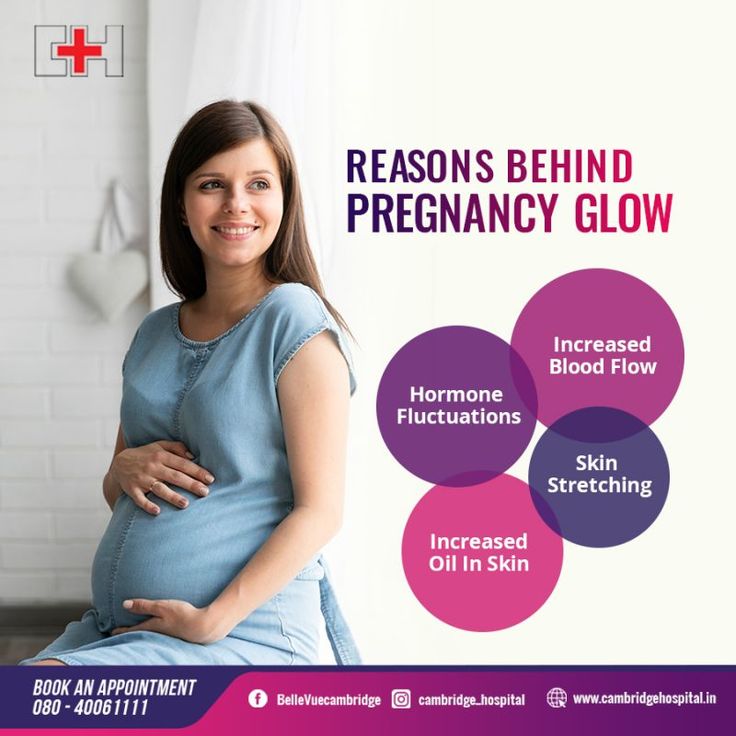 CH
REASONS BEHIND
PREGNANCY GLOW
Increased
Blood Flow
Hormone
Fluctuations
Skin
Stretching
Increased
Oil In Skin
BOOK AN APPOINTMENT
080 - 40061111
BelleVuecambridge
cambridge_hospital
www.cambridgehospital.in